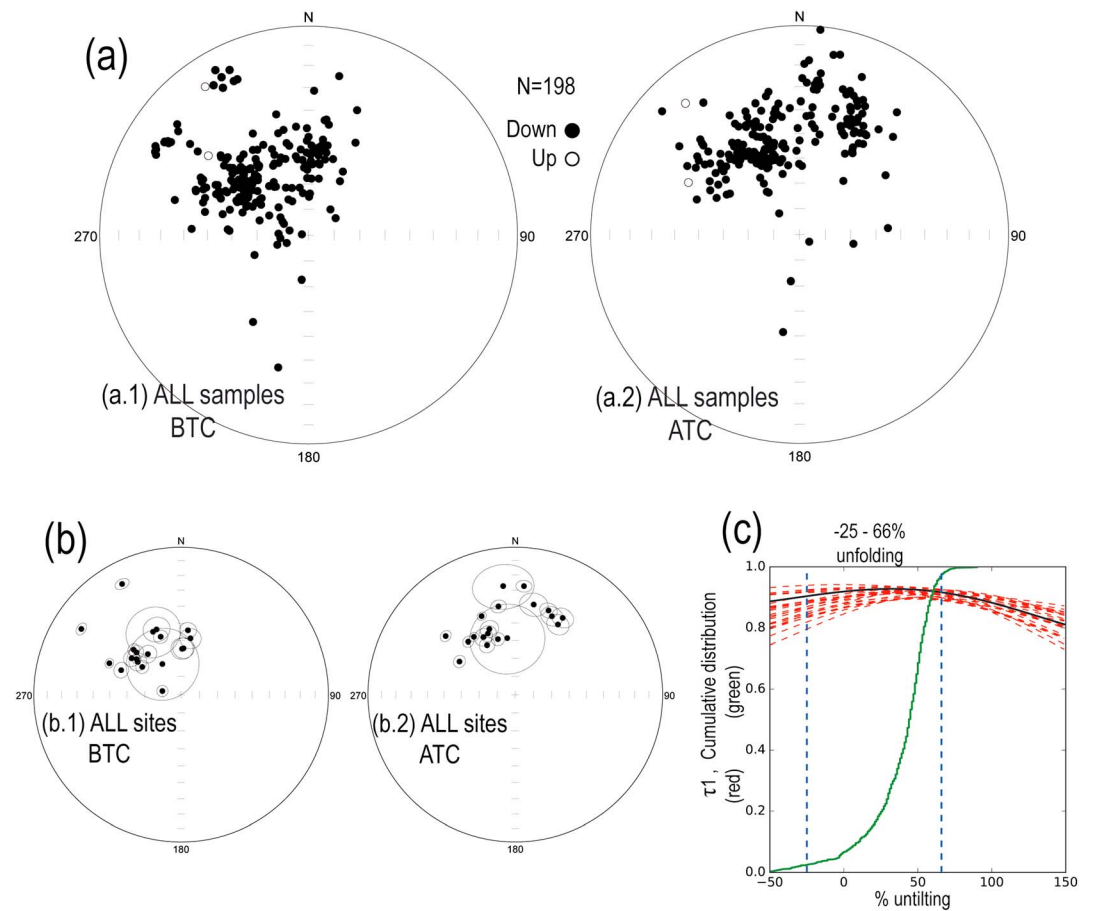 (a)
N
N
N=198
Down
Up
270
90
270
90
(a.1) ALL samples
BTC
(a.2) ALL samples
ATC
180
180
(b)
N
N
270
90
270
90
(b.1) ALL sites
BTC
(b.2) ALL sites
ATC
180
180
(c)
-25 - 66%
unfolding
τ1 , Cumulative distribution
(red) (green)
1.0
0.8
0.6
0.4
0.2
0.0
−50
0
50
100
150
% untilting